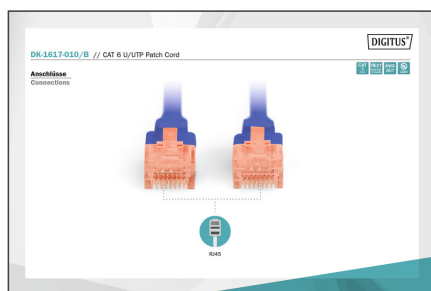 DIGITUS®
DK-1617-010/B // CAT 6 U/UTP Patch Cord
Anschlüsse
Connections
RJ45